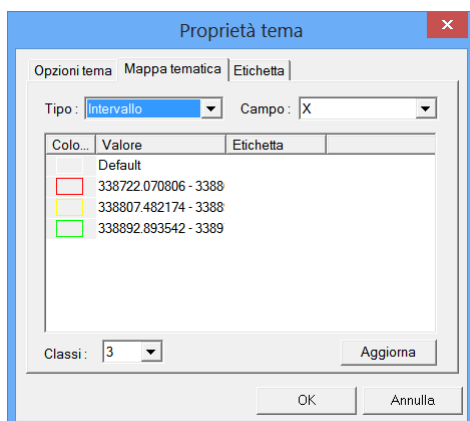 Proprietà tema
Opzioni tema Mappa tematica Etichetta
Tipo : Intervallo Campo : X
Colo... Valore Etichetta
Default
338722.070806 - 3388
338807.482174 - 3388
338892.893542 - 3389
Classi : 3 Aggiorna
OK Annulla